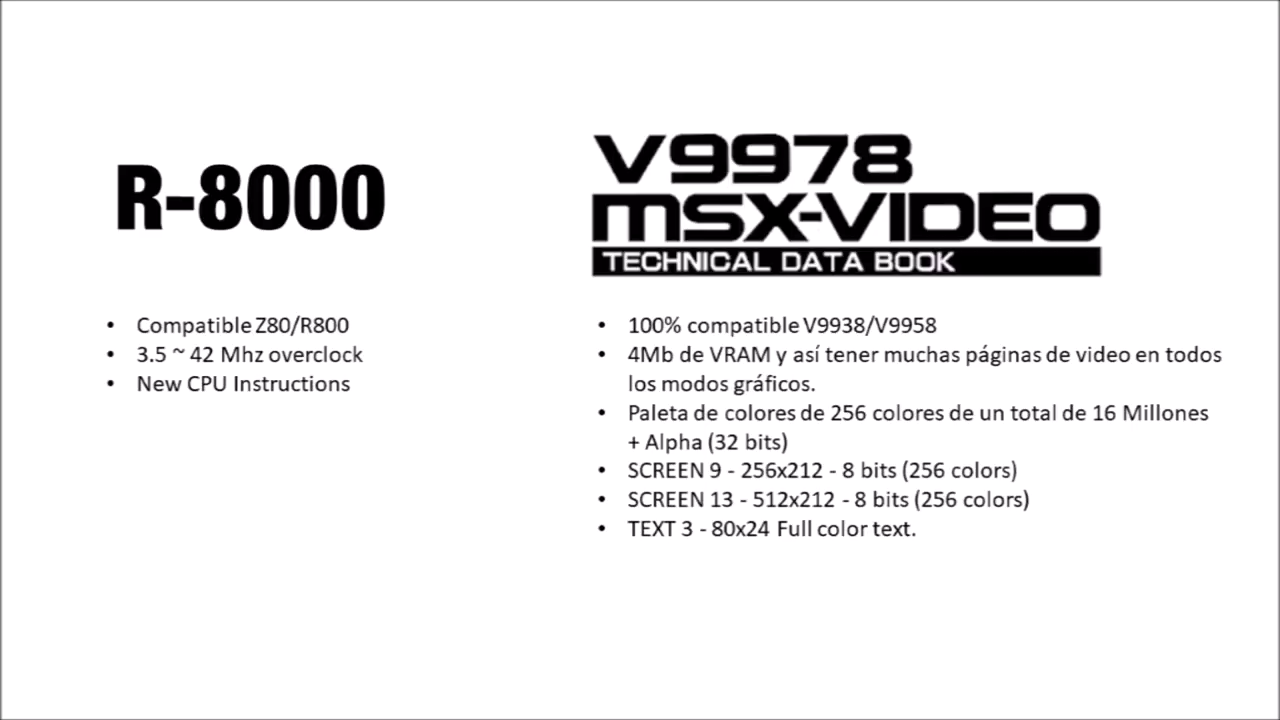 R-8000
• Compatible Z80/R800
• 3.5 ~ 42 Mhz overclock
• New CPU Instructions
V9978
MSX-VIDEO
TECHNICAL DATA BOOK
• 100% compatible V9938/V9958
• 4Mb de VRAM y así tener muchas páginas de video en todos
los modos gráficos.
• Paleta de colores de 256 colores de un total de 16 Millones
+ Alpha (32 bits)
• SCREEN 9 - 256x212 - 8 bits (256 colors)
• SCREEN 13 - 512x212 - 8 bits (256 colors)
• TEXT 3 - 80x24 Full color text.